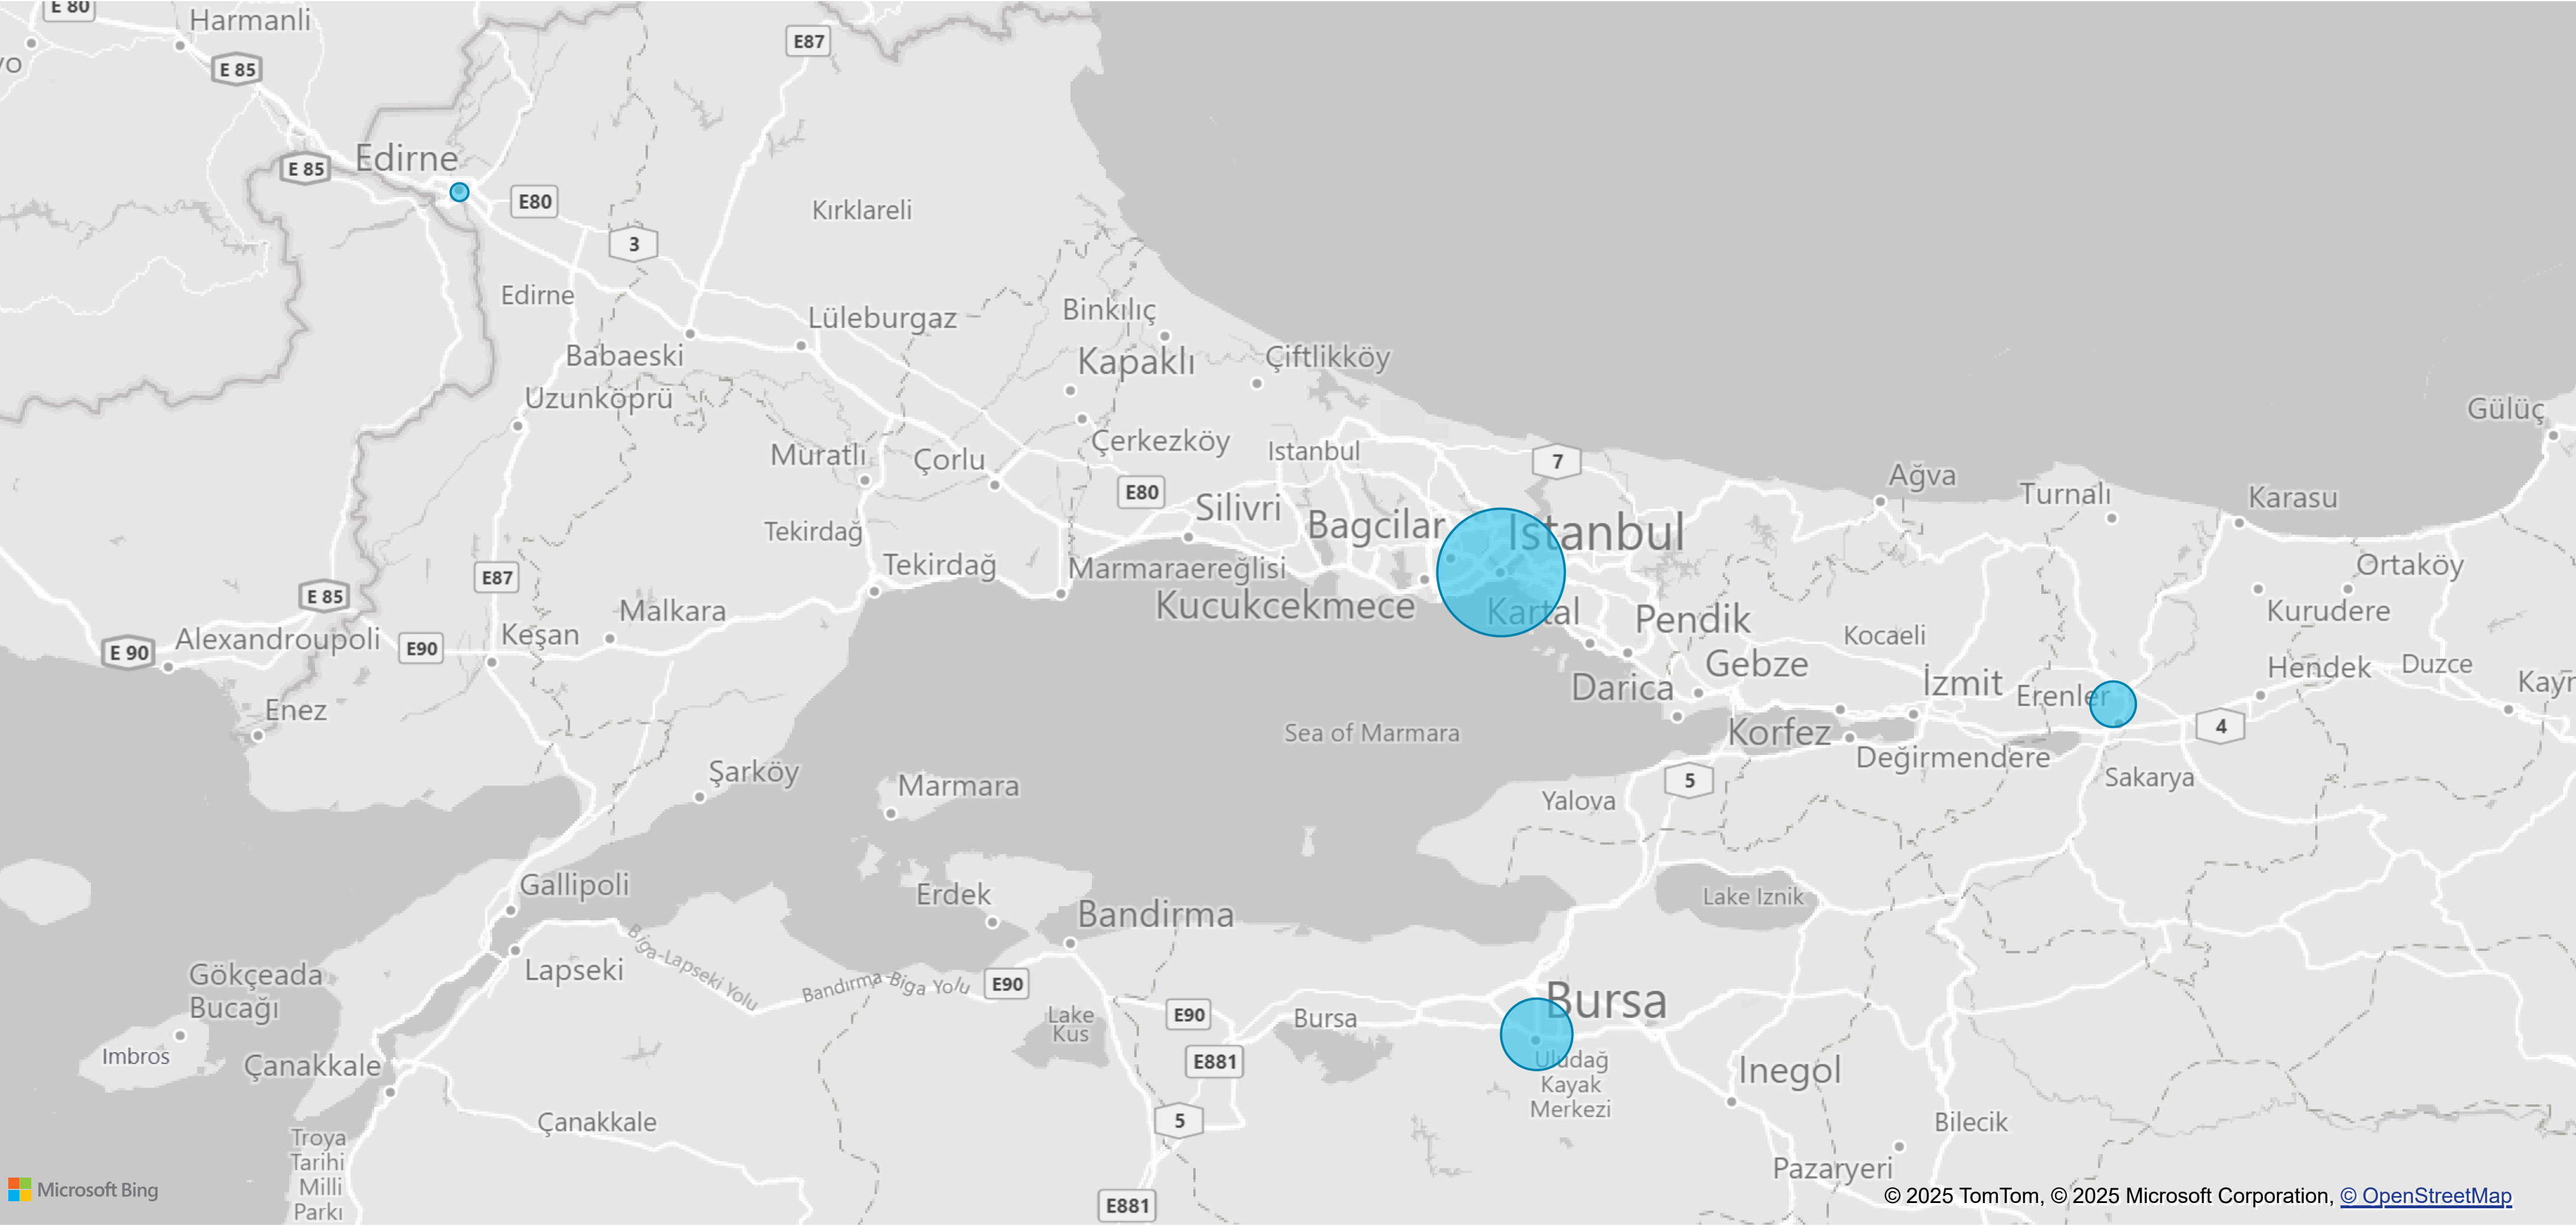 E 80
Harmanli
E87
E 85
Edirne
E 85
E80
Kırklareli
3
Edirne
Binkılıç
Lüleburgaz
Babaeski
Kapaklı
Çiftlikköy
Uzunköprü
Gülüç
Çerkezköy
Istanbul
Muratlı
Çorlu
7
Ağva
E80
Turnalı
Karasu
Silivri
Bagcilar
Istanbul
Tekirdağ
Tekirdağ
Marmaraereğlisi
Ortaköy
E87
E 85
Kucukcekmece
Kartal
Malkara
Pendik
Kurudere
Keşan
Kocaeli
Alexandroupoli
E 90
E90
Gebze
Hendek
Duzce
İzmit
Darica
Erenler
Kayn
Enez
4
Sea of Marmara
Korfez
Değirmendere
Şarköy
5
Sakarya
Marmara
Yalova
Gallipoli
Erdek
Lake Iznik
Bandirma
Biga-Lapseki Yolu
Lapseki
Gökçeada
Bucağı
Bandırma-Biga Yolu
E90
Bursa
Lake
Kus
E90
Bursa
Imbros
Çanakkale
E881
Uludağ
Kayak
Merkezi
Inegol
Çanakkale
5
Bilecik
Troya
Tarihi
Milli
Parkı
Pazaryeri
Microsoft Bing
E881
© 2025 TomTom, © 2025 Microsoft Corporation, © OpenStreetMap